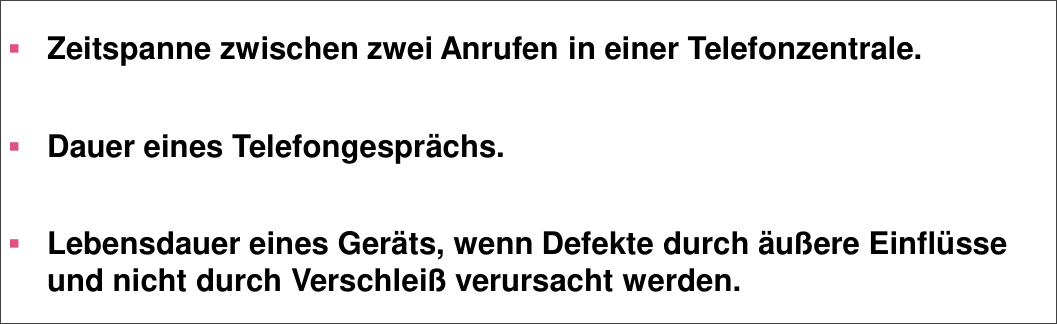 Zeitspanne zwischen zwei Anrufen in einer Telefonzentrale.
Dauer eines Telefongesprächs.
Lebensdauer eines Geräts, wenn Defekte durch äußere Einflüsse
und nicht durch Verschleiß verursacht werden.